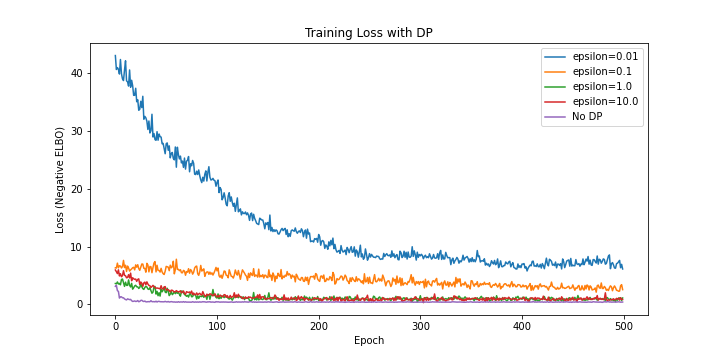 Training Loss with DP
Loss (Negative ELBO)
40
30
20
10
0
0
100
200
300
400
500
Epoch
epsilon=0.01
epsilon=0.1
epsilon=1.0
epsilon=10.0
No DP